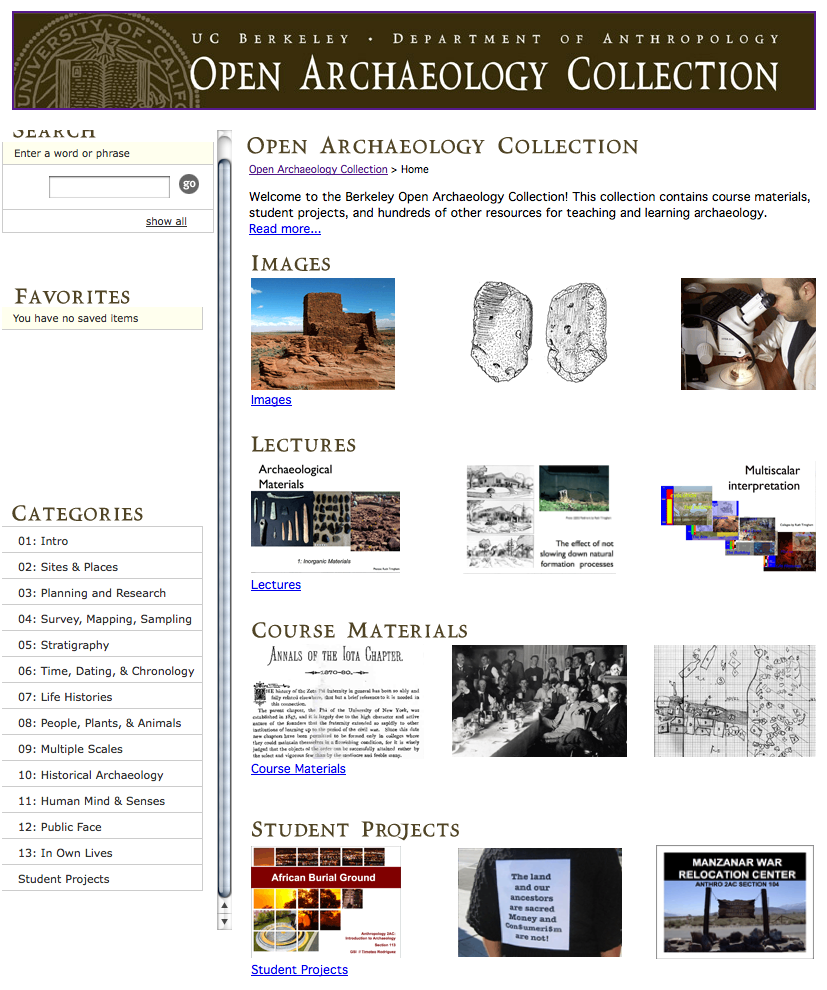 UNIVERSITY · OF · CALIF
UC BERKELEY • DEPARTMENT OF ANTHROPOLOGY
OPEN ARCHAEOLOGY COLLECTION
SEARCH
Enter a word or phrase
go
show all
FAVORITES
You have no saved items
CATEGORIES
01: Intro
02: Sites & Places
03: Planning and Research
04: Survey, Mapping, Sampling
05: Stratigraphy
06: Time, Dating, & Chronology
07: Life Histories
08: People, Plants, & Animals
09: Multiple Scales
10: Historical Archaeology
11: Human Mind & Senses
12: Public Face
13: In Own Lives
Student Projects
OPEN ARCHAEOLOGY COLLECTION
Open Archaeology Collection > Home
Welcome to the Berkeley Open Archaeology Collection! This collection contains course materials,
student projects, and hundreds of other resources for teaching and learning archaeology.
Read more...
IMAGES
Images
LECTURES
Archaeological
Materials
1: Inorganic Materials
The effect of not
slowing down natural
formation processes
Multiscalar
interpretation
Lectures
COURSE MATERIALS
ANNALS OF THE IOTA CHAPTER.
1870-80.
THE history of the Zeta Psi fraternity in general has been so ably and
fully related elsewhere, that but a brief reference to it is needed in
this connection.
The parent chapter, the Phi of the University of New York, was
established in 1847, and it is largely due to the high character and active
nature of the founders that the fraternity extended so rapidly to other
institutions of learning up to the period of the civil war. Since this date
new chapters have been permitted to be formed only in colleges where
they could maintain themselves in a flourishing condition, for it is wisely
judged that the objects of the order can be successfully attained rather by
the select and vigorous few than by the mediocre and feeble many.
Course Materials
STUDENT PROJECTS
African Burial Ground
Anthropology 2AC:
Introduction to Archaeology
Section 113
GSI: Timoteo Rodriguez
The land
and our
ancestors
are sacred
Money and
Con$umeri$m
are not!
MANZANAR WAR
RELOCATION CENTER
ANTHRO 2AC SECTION 104
Student Projects